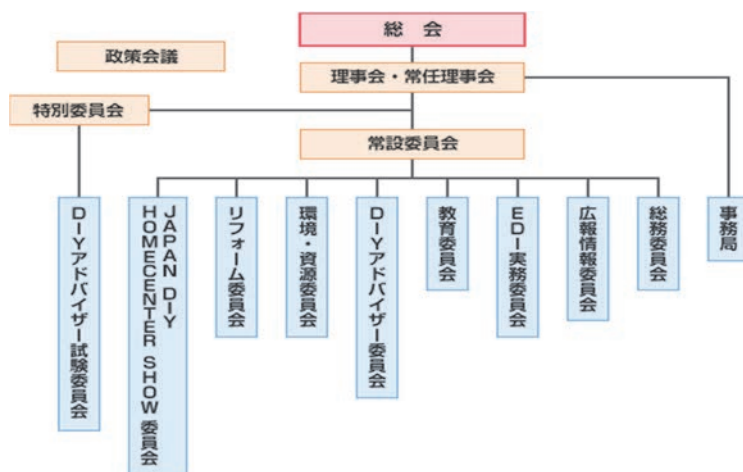 総 会
政策会議
理事会・常任理事会
特別委員会
常設委員会
DIYアドバイザー試験委員会
JAPAN DIY
HOMECENTER SHOW 委員会
リフォーム委員会
環境・資源委員会
DIYアドバイザー委員会
教育委員会
EDI実務委員会
広報情報委員会
総務委員会
事務局